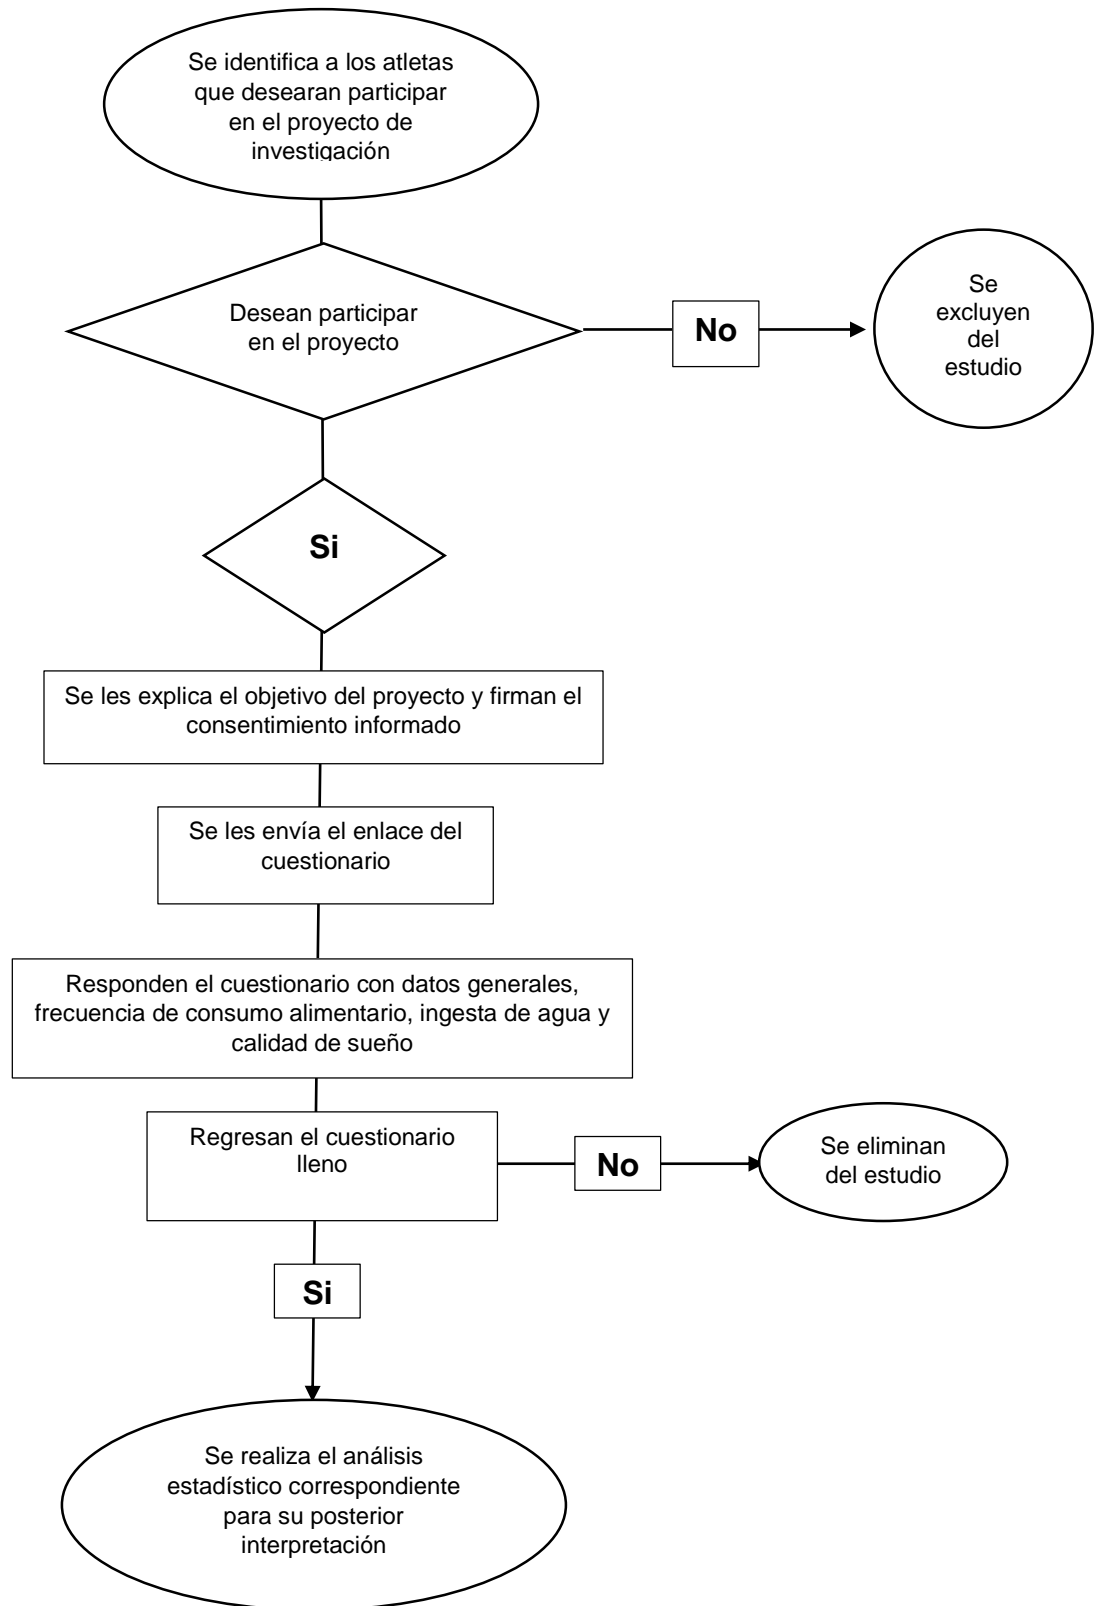 Se identifica a los atletas
que desearan participar
en el proyecto de
investigación
Desean participar
en el proyecto
No
Se
excluyen
del
estudio
Si
Se les explica el objetivo del proyecto y firman el
consentimiento informado
Se les envía el enlace del
cuestionario
Responden el cuestionario con datos generales,
frecuencia de consumo alimentario, ingesta de agua y
calidad de sueño
Regresan el cuestionario
lleno
No
Se eliminan
del estudio
Si
Se realiza el análisis
estadístico correspondiente
para su posterior
interpretación